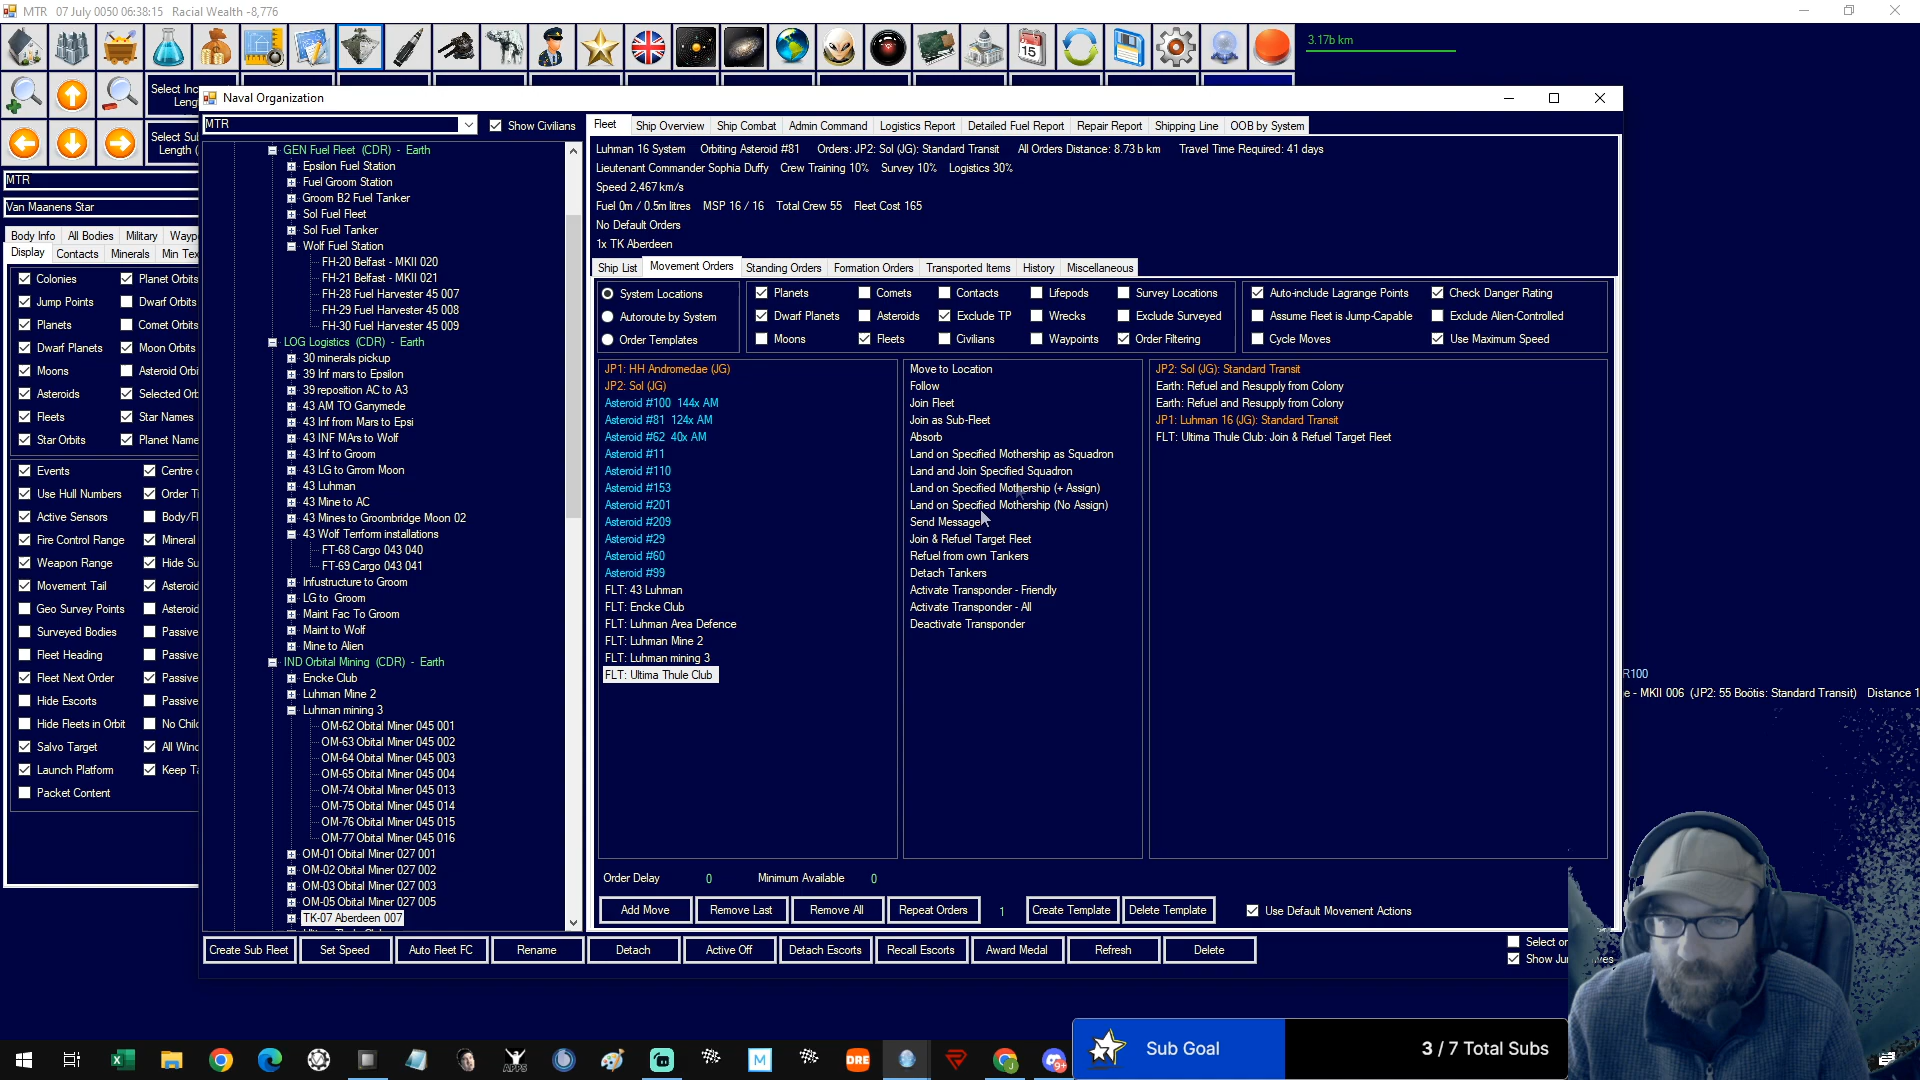 MTR 07 July 0050 06:38:15 Racial Wealth -8,776
3.17b km
Naval Organization
MTR
Show Civilians
Fleet
Ship Overview
Ship Combat
Admin Command
Logistics Report
Detailed Fuel Report
Repair Report
Shipping Line
OOB by System
MTR
Van Maanens Star
Body Info
All Bodies
Military
Display
Contacts
Minerals
Min Tex
Colonies
Planet Orbits
Jump Points
Dwarf Orbits
Planets
Comet Orbits
Dwarf Planets
Moon Orbits
Moons
Asteroids
Fleets
Star Names
Star Orbits
Events
Use Hull Numbers
Active Sensors
Fire Control Range
Weapon Range
Movement Tail
Geo Survey Points
Surveyed Bodies
Fleet Heading
Fleet Next Order
Hide Escorts
Hide Fleets in Orbit
Salvo Target
Launch Platform
Packet Content
GEN Fuel Fleet (CDR) - Earth
Epsilon Fuel Station
Fuel Groom Station
Groom B2 Fuel Tanker
Sol Fuel Fleet
Sol Fuel Tanker
Wolf Fuel Station
FH-20 Belfast - MKII 020
FH-21 Belfast - MKII 021
FH-28 Fuel Harvester 45 007
FH-29 Fuel Harvester 45 008
FH-30 Fuel Harvester 45 009
LOG Logistics (CDR) - Earth
30 minerals pickup
39 Inf mars to Epsilon
39 reposition AC to A3
43 AM TO Ganymede
43 Inf from Mars to Epsi
43 INF MArs to Wolf
43 Inf to Groom
43 LG to Grrom Moon
43 Luhman
43 Mine to AC
43 Mines to Groombridge Moon 02
43 Wolf Terrform installations
FT-68 Cargo 043 040
FT-69 Cargo 043 041
Infustructure to Groom
LG to Groom
Maint Fac To Groom
Maint to Wolf
Mine to Alien
IND Orbital Mining (CDR) - Earth
Encke Club
Luhman Mine 2
Luhman mining 3
OM-62 Obital Miner 045 001
OM-63 Obital Miner 045 002
OM-64 Obital Miner 045 003
OM-65 Obital Miner 045 004
OM-74 Obital Miner 045 013
OM-75 Obital Miner 045 014
OM-76 Obital Miner 045 015
OM-77 Obital Miner 045 016
OM-01 Obital Miner 027 001
OM-02 Obital Miner 027 002
OM-03 Obital Miner 027 003
OM-05 Obital Miner 027 005
TK-07 Aberdeen 007
Luhman 16 System Orbiting Asteroid #81 Orders: JP2: Sol (JG): Standard Transit All Orders Distance: 8.73 b km Travel Time Required: 41 days
Lieutenant Commander Sophia Duffy Crew Training 10% Survey 10% Logistics 30%
Speed 2,467 km/s
Fuel 0m / 0.5m litres MSP 16 / 16 Total Crew 55 Fleet Cost 165
No Default Orders
1x TK Aberdeen
Ship List
Movement Orders
Standing Orders
Formation Orders
Transported Items
History
Miscellaneous
System Locations
Autoroute by System
Order Templates
Planets
Comets
Contacts
Lifepods
Survey Locations
Dwarf Planets
Asteroids
Exclude TP
Wrecks
Exclude Surveyed
Moons
Fleets
Civilians
Waypoints
Order Filtering
Auto-include Lagrange Points
Check Danger Rating
Assume Fleet is Jump-Capable
Exclude Alien-Controlled
Cycle Moves
Use Maximum Speed
JP1: HH Andromedae (JG)
JP2: Sol (JG)
Asteroid #100 144x AM
Asteroid #81 124x AM
Asteroid #62 40x AM
Asteroid #11
Asteroid #110
Asteroid #153
Asteroid #201
Asteroid #209
Asteroid #29
Asteroid #60
Asteroid #99
FLT: 43 Luhman
FLT: Encke Club
FLT: Luhman Area Defence
FLT: Luhman Mine 2
FLT: Luhman mining 3
FLT: Ultima Thule Club
Move to Location
Follow
Join Fleet
Join as Sub-Fleet
Absorb
Land on Specified Mothership as Squadron
Land and Join Specified Squadron
Land on Specified Mothership (+ Assign)
Land on Specified Mothership (No Assign)
Send Message
Join & Refuel Target Fleet
Refuel from own Tankers
Detach Tankers
Activate Transponder - Friendly
Activate Transponder - All
Deactivate Transponder
JP2: Sol (JG): Standard Transit
Earth: Refuel and Resupply from Colony
Earth: Refuel and Resupply from Colony
JP1: Luhman 16 (JG): Standard Transit
FLT: Ultima Thule Club: Join & Refuel Target Fleet
Order Delay 0 Minimum Available 0
Add Move
Remove Last
Remove All
Repeat Orders
1
Create Template
Delete Template
Use Default Movement Actions
Create Sub Fleet
Set Speed
Auto Fleet FC
Rename
Detach
Active Off
Detach Escorts
Recall Escorts
Award Medal
Refresh
Delete
R100
e - MKII 006 (JP2: 55 Boötis: Standard Transit) Distance 1
Sub Goal
3 / 7 Total Subs